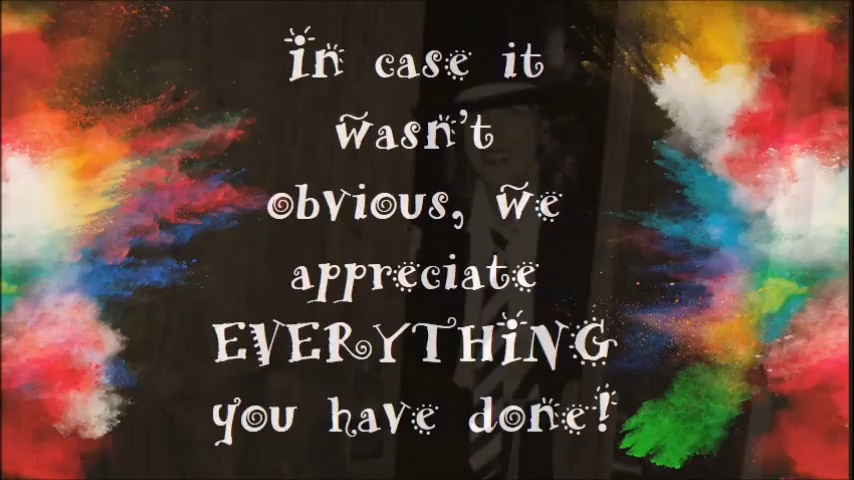 in case it
wasn't
obvious, we
appreciate
EVERYTHiNG
you have done!